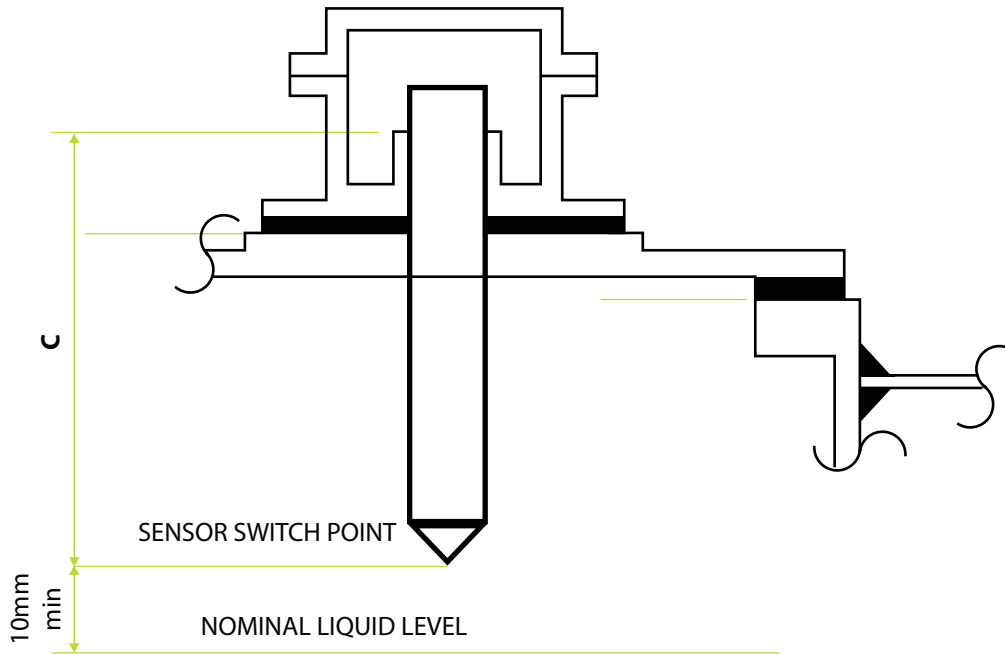 C
SENSOR SWITCH POINT
10mm
min
NOMINAL LIQUID LEVEL